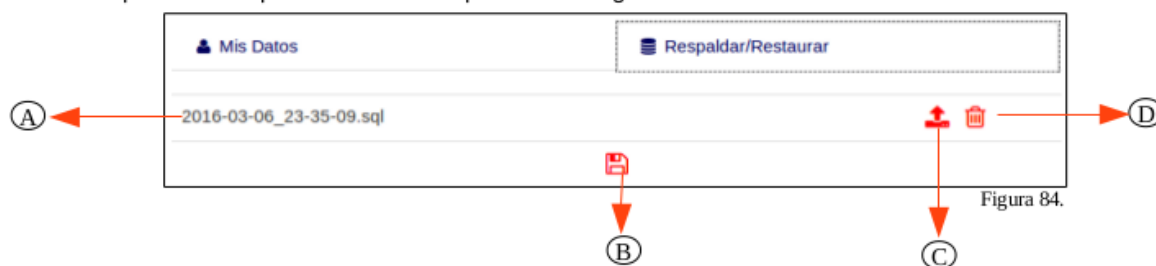 Mis Datos Respaldar/Restaurar
A 2016-03-06_23-35-09.sql D
Figura 84.
B C